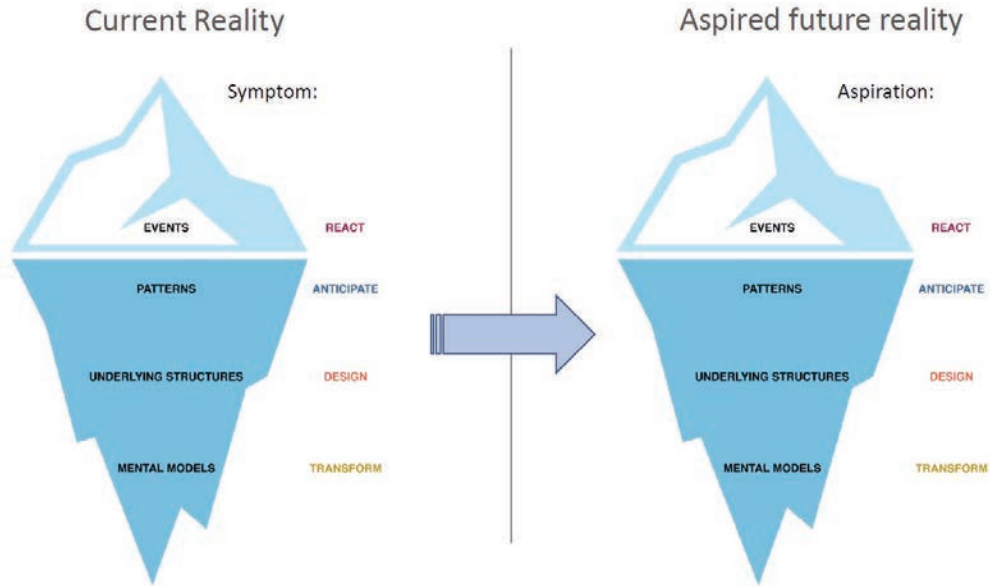 Current Reality
Symptom:
EVENTS
REACT
PATTERNS
ANTICIPATE
UNDERLYING STRUCTURES
DESIGN
MENTAL MODELS
TRANSFORM
Aspired future reality
Aspiration:
EVENTS
REACT
PATTERNS
ANTICIPATE
UNDERLYING STRUCTURES
DESIGN
MENTAL MODELS
TRANSFORM